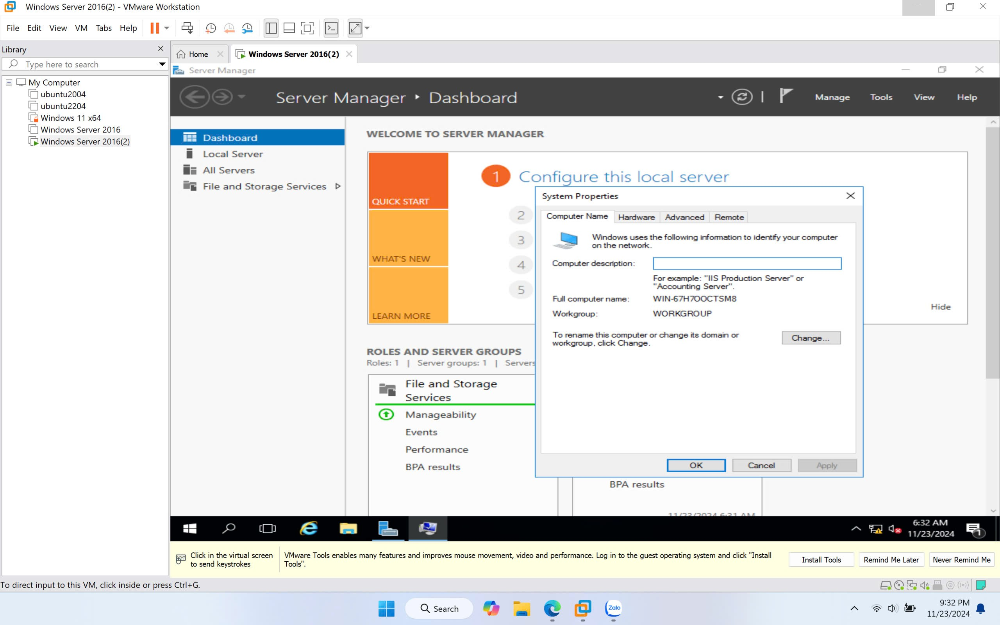 Windows Server 2016(2) - VMware Workstation
File Edit View VM Tabs Help
Library
Type here to search
My Computer
ubuntu2004
ubuntu2204
Windows 11 x64
Windows Server 2016
Windows Server 2016(2)
Home
Windows Server 2016(2)
Server Manager
Server Manager ‣ Dashboard
Manage Tools View Help
Dashboard
Local Server
All Servers
File and Storage Services
WELCOME TO SERVER MANAGER
QUICK START
WHAT'S NEW
LEARN MORE
1 Configure this local server
2
3
4
5
Hide
ROLES AND SERVER GROUPS
Roles: 1 | Server groups: 1 | Servers
File and Storage
Services
Manageability
Events
Performance
BPA results
System Properties
Computer Name Hardware Advanced Remote
Windows uses the following information to identify your computer
on the network.
Computer description:
For example: "IIS Production Server" or
"Accounting Server".
Full computer name: WIN-67H7OOCTSM8
Workgroup: WORKGROUP
To rename this computer or change its domain or
workgroup, click Change.
Change...
OK Cancel Apply
BPA results
11/23/2024 6:31 AM
6:32 AM
11/23/2024
1
Click in the virtual screen
to send keystrokes
VMware Tools enables many features and improves mouse movement, video and performance. Log in to the guest operating system and click "Install
Tools".
Install Tools Remind Me Later Never Remind Me
To direct input to this VM, click inside or press Ctrl+G.
Search
Zalo
9:32 PM
11/23/2024